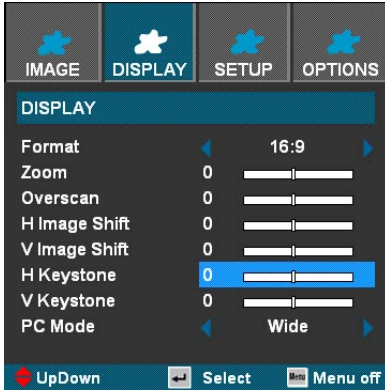 IMAGE DISPLAY SETUP OPTIONS
DISPLAY
Format 16:9
Zoom 0
Overscan 0
H Image Shift 0
V Image Shift 0
H Keystone 0
V Keystone 0
PC Mode Wide
UpDown Select Menu Menu off